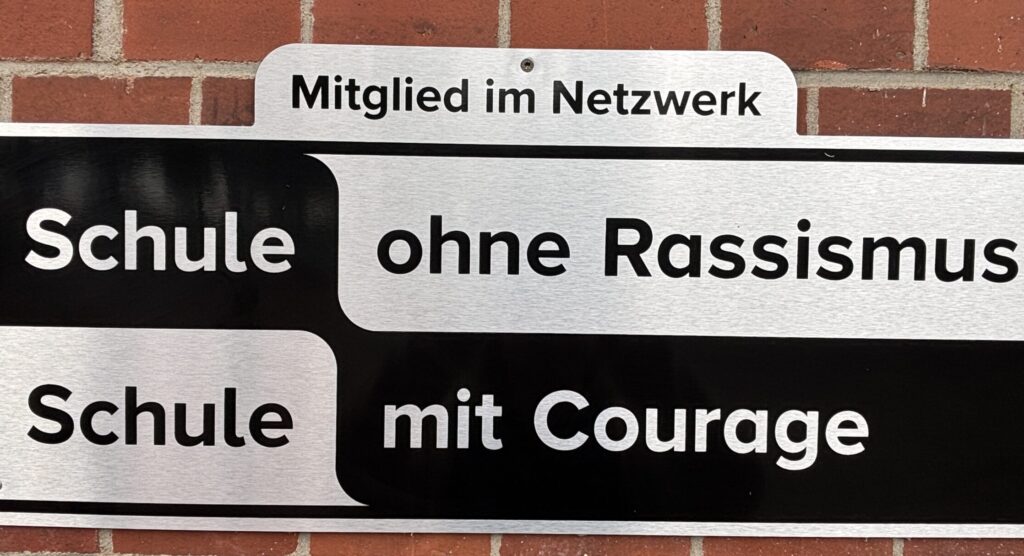 Mitglied im Netzwerk
Schule ohne Rassismus
Schule mit Courage